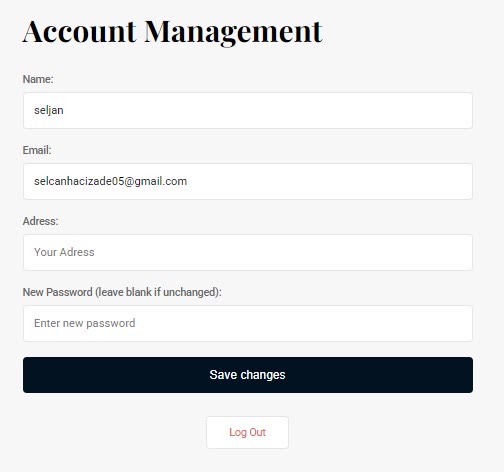 Account Management
Name:
seljan
Email:
selcanhacizade05@gmail.com
Adress:
Your Adress
New Password (leave blank if unchanged):
Enter new password
Save changes
Log Out